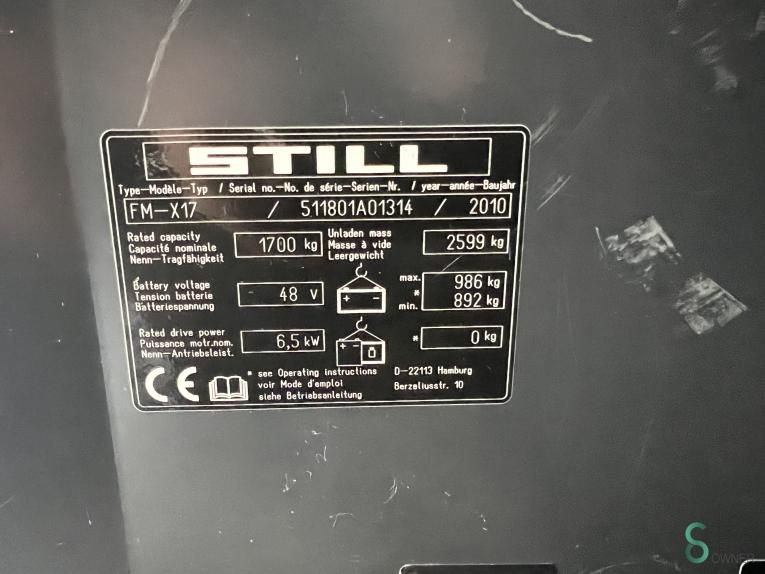 STILL
Type-Modèle-Typ / Serial no.-No. de série-Serien-Nr. / year-année-Baujahr
FM-X17 / 511801A01314 / 2010
Rated capacity
Capacité nominale
Nenn-Tragfähigkeit
1700 kg
Unladen mass
Masse à vide
Leergewicht
2599 kg
Battery voltage
Tension batterie
Batteriespannung
48 V
+ -
max. 986 kg
*
min. 892 kg
Rated drive power
Puissance motr.nom.
Nenn-Antriebsleist.
6,5 kW
+ -
* 0 kg
CE
* see Operating instructions
voir Mode d'emploi
siehe Betriebsanleitung
D-22113 Hamburg
Berzeliusstr. 10
OWNER